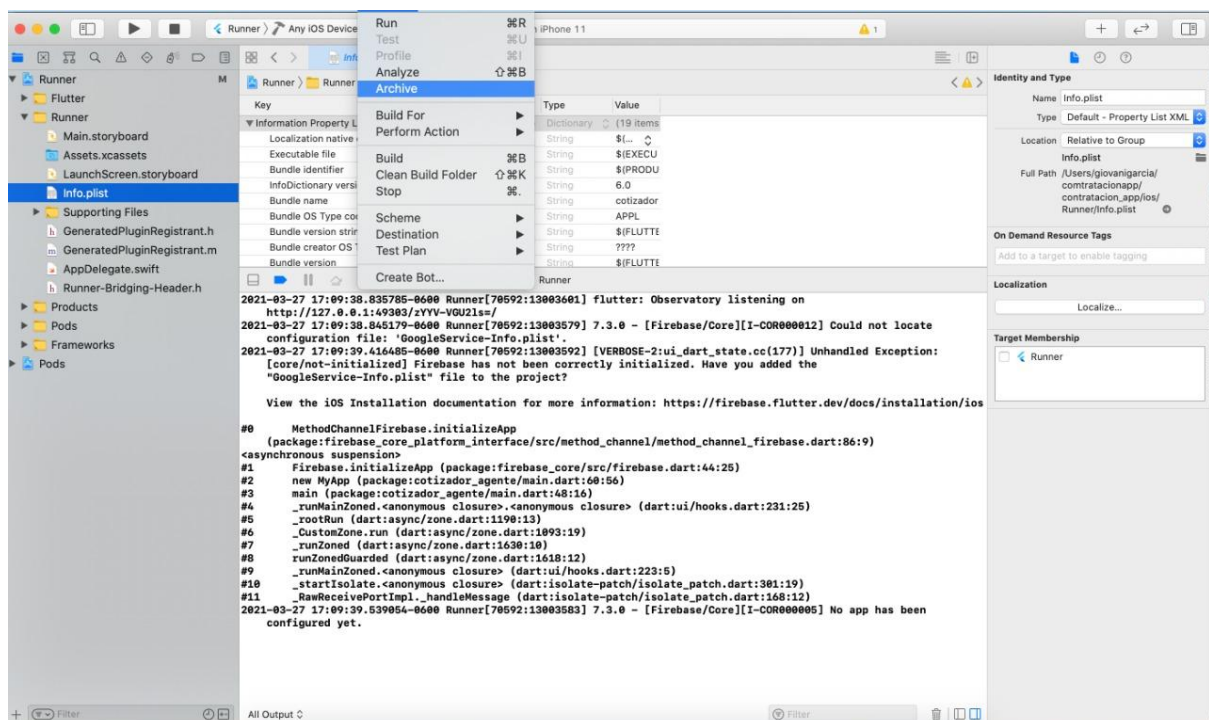 Runner
Any iOS Device
iPhone 11
1
Run ⌘R
Test ⌘U
Profile ⌘I
Analyze ⇧⌘B
Archive
Build For
Perform Action
Build ⌘B
Clean Build Folder ⇧⌘K
Stop ⌘.
Scheme
Destination
Test Plan
Create Bot...
Runner M
Flutter
Runner
Main.storyboard
Assets.xcassets
LaunchScreen.storyboard
Info.plist
Supporting Files
GeneratedPluginRegistrant.h
GeneratedPluginRegistrant.m
AppDelegate.swift
Runner-Bridging-Header.h
Products
Pods
Frameworks
Pods
Filter
Runner Runner
Key Type Value
Information Property L Dictionary (19 items
Localization native String $(...
Executable file String $(EXECU
Bundle identifier String $(PRODU
InfoDictionary versi String 6.0
Bundle name String cotizador
Bundle OS Type co String APPL
Bundle version strin String $(FLUTTE
Bundle creator OS String ????
Bundle version String $(FLUTTE
Runner
2021-03-27 17:09:38.835785-0600 Runner[70592:13003601] flutter: Observatory listening on
http://127.0.0.1:49303/zYYV-VGU2ls=/
2021-03-27 17:09:38.845179-0600 Runner[70592:13003579] 7.3.0 - [Firebase/Core][I-COR000012] Could not locate
configuration file: 'GoogleService-Info.plist'.
2021-03-27 17:09:39.416485-0600 Runner[70592:13003592] [VERBOSE-2:ui_dart_state.cc(177)] Unhandled Exception:
[core/not-initialized] Firebase has not been correctly initialized. Have you added the
"GoogleService-Info.plist" file to the project?
View the iOS Installation documentation for more information: https://firebase.flutter.dev/docs/installation/ios
#0 MethodChannelFirebase.initializeApp
(package:firebase_core_platform_interface/src/method_channel/method_channel_firebase.dart:86:9)
<asynchronous suspension>
#1 Firebase.initializeApp (package:firebase_core/src/firebase.dart:44:25)
#2 new MyApp (package:cotizador_agente/main.dart:60:56)
#3 main (package:cotizador_agente/main.dart:48:16)
#4 _runMainZoned.<anonymous closure>.<anonymous closure> (dart:ui/hooks.dart:231:25)
#5 _rootRun (dart:async/zone.dart:1190:13)
#6 _CustomZone.run (dart:async/zone.dart:1093:19)
#7 _runZoned (dart:async/zone.dart:1630:10)
#8 runZonedGuarded (dart:async/zone.dart:1618:12)
#9 _runMainZoned.<anonymous closure> (dart:ui/hooks.dart:223:5)
#10 _startIsolate.<anonymous closure> (dart:isolate-patch/isolate_patch.dart:301:19)
#11 _RawReceivePortImpl._handleMessage (dart:isolate-patch/isolate_patch.dart:168:12)
2021-03-27 17:09:39.539054-0600 Runner[70592:13003583] 7.3.0 - [Firebase/Core][I-COR000005] No app has been
configured yet.
All Output
Filter
Identity and Type
Name Info.plist
Type Default - Property List XML
Location Relative to Group
Info.plist
Full Path /Users/giovanigarcia/
comtratacionapp/
contratacion_app/ios/
Runner/Info.plist
On Demand Resource Tags
Add to a target to enable tagging
Localization
Localize...
Target Membership
Runner